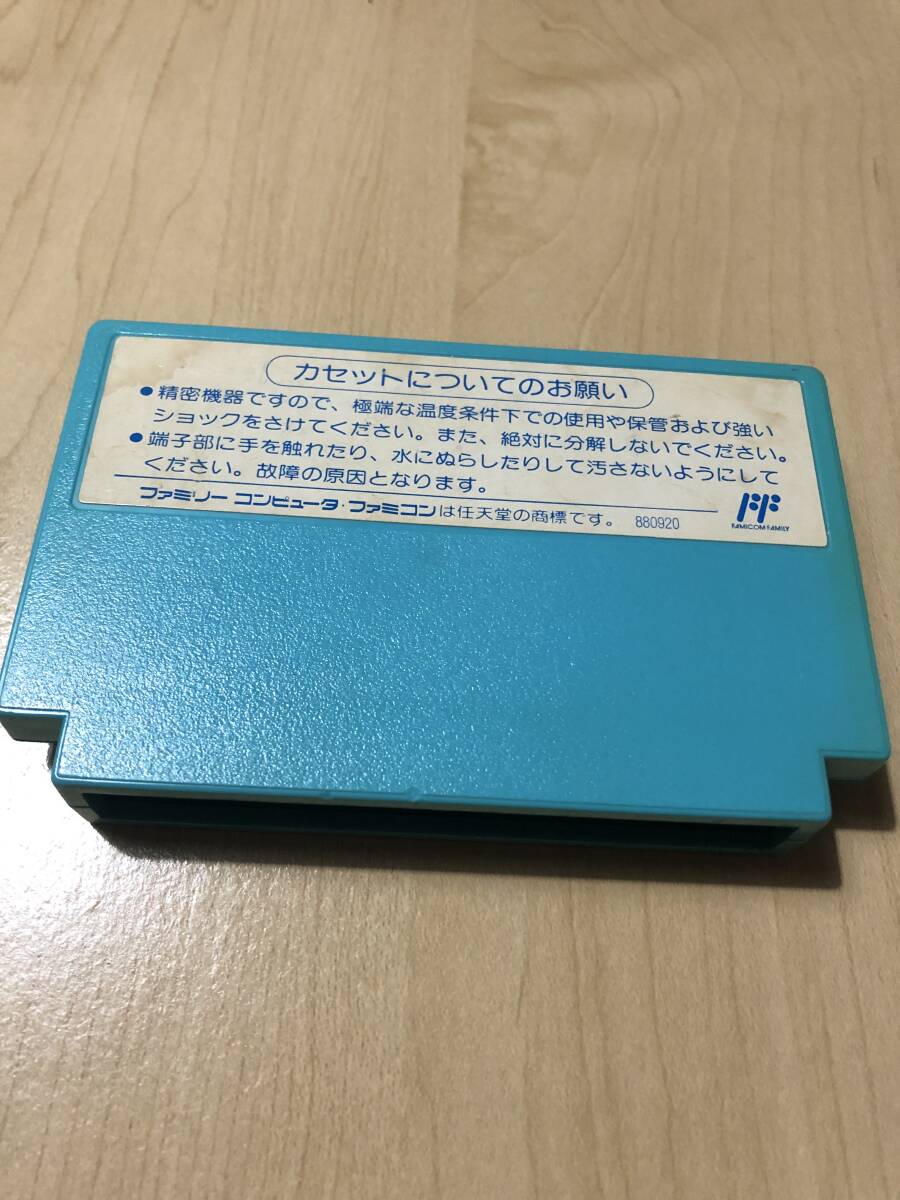 カセットについてのお願い
●精密機器ですので、極端な温度条件下での使用や保管および強い
ショックをさけてください。また、絶対に分解しないでください。
●端子部に手を触れたり、水にぬらしたりして汚さないようにして
ください。故障の原因となります。
ファミリー コンピュータ・ファミコンは任天堂の商標です。 880920
FAMICOM FAMILY